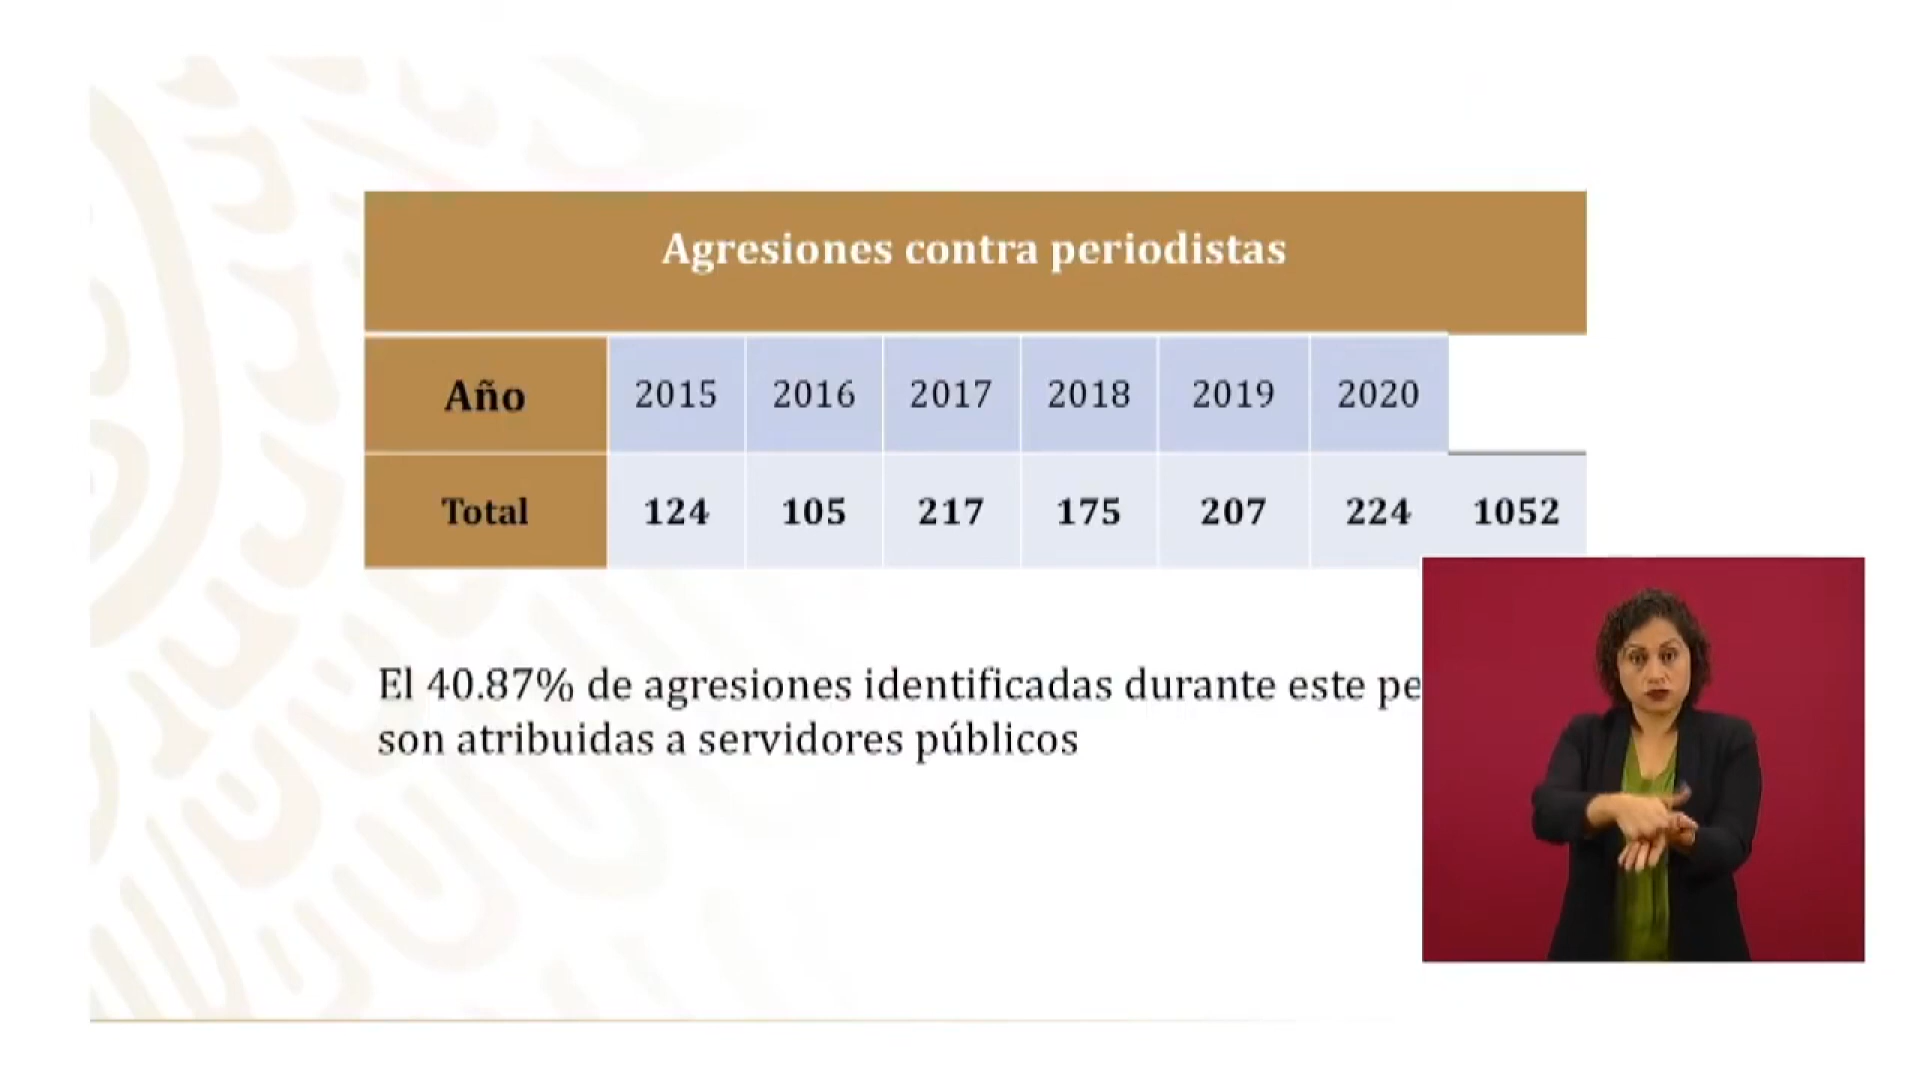 Agresiones contra periodistas
Año 2015 2016 2017 2018 2019 2020
Total 124 105 217 175 207 224 1052
El 40.87% de agresiones identificadas durante este pe
son atribuidas a servidores públicos